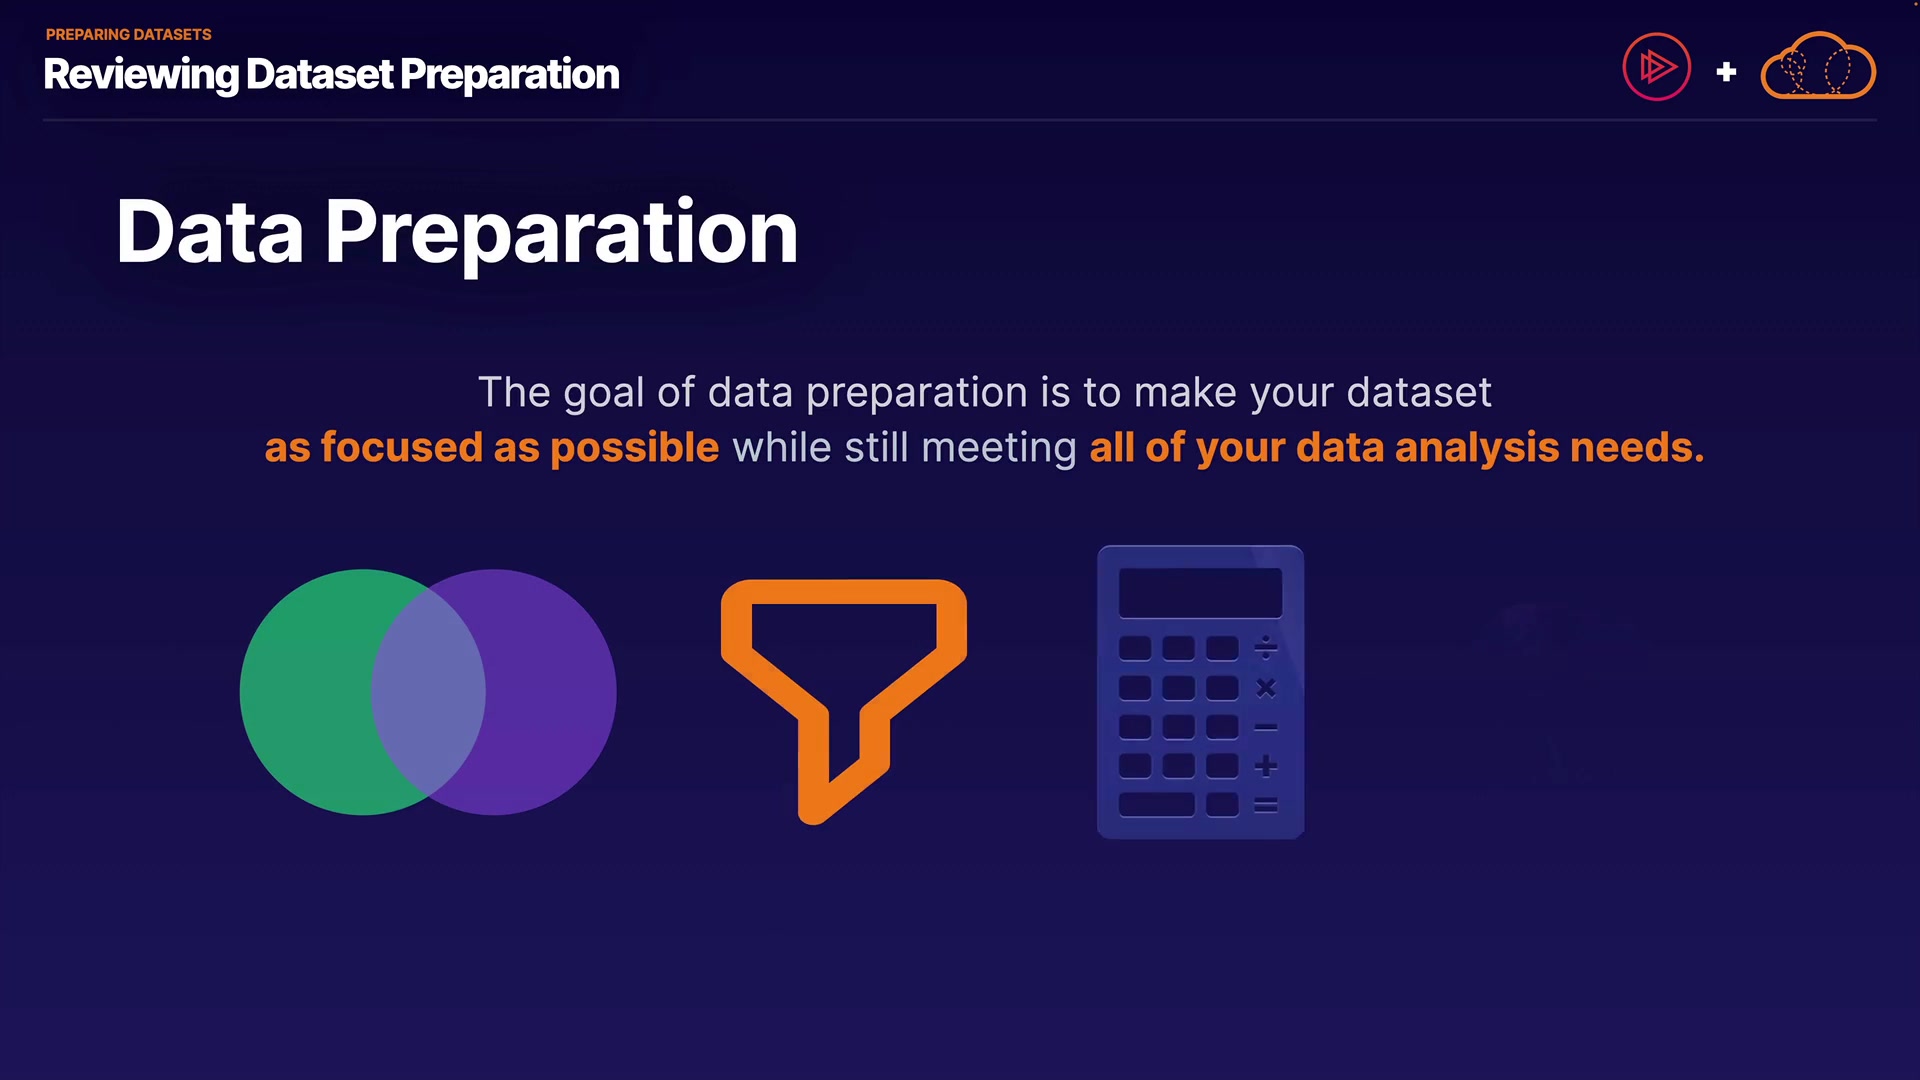 PREPARING DATASETS
Reviewing Dataset Preparation
Data Preparation
The goal of data preparation is to make your dataset
as focused as possible while still meeting all of your data analysis needs.